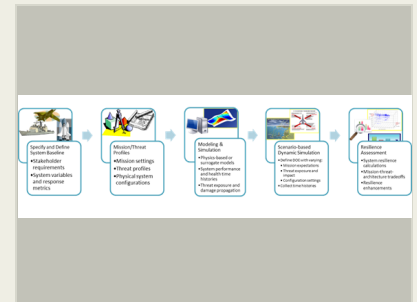 Specify and Define
System Baseline
•Stakeholder
requirements
•System variables
and response
metrics
Mission/Threat
Profiles
•Mission settings
•Threat profiles
•Physical system
configurations
Modeling &
Simulation
•Physics-based or
surrogate models
•System performance
and health time
histories
•Threat exposure and
damage propagation
Scenario-based
Dynamic Simulation
•Define DOE with varying:
•Mission expectations
•Threat exposure and
impact
•Configuration settings
•Collect time histories
Resilience
Assessment
•System resilience
calculations
•Mission-threat-
architecture tradeoffs
•Resilience
enhancements